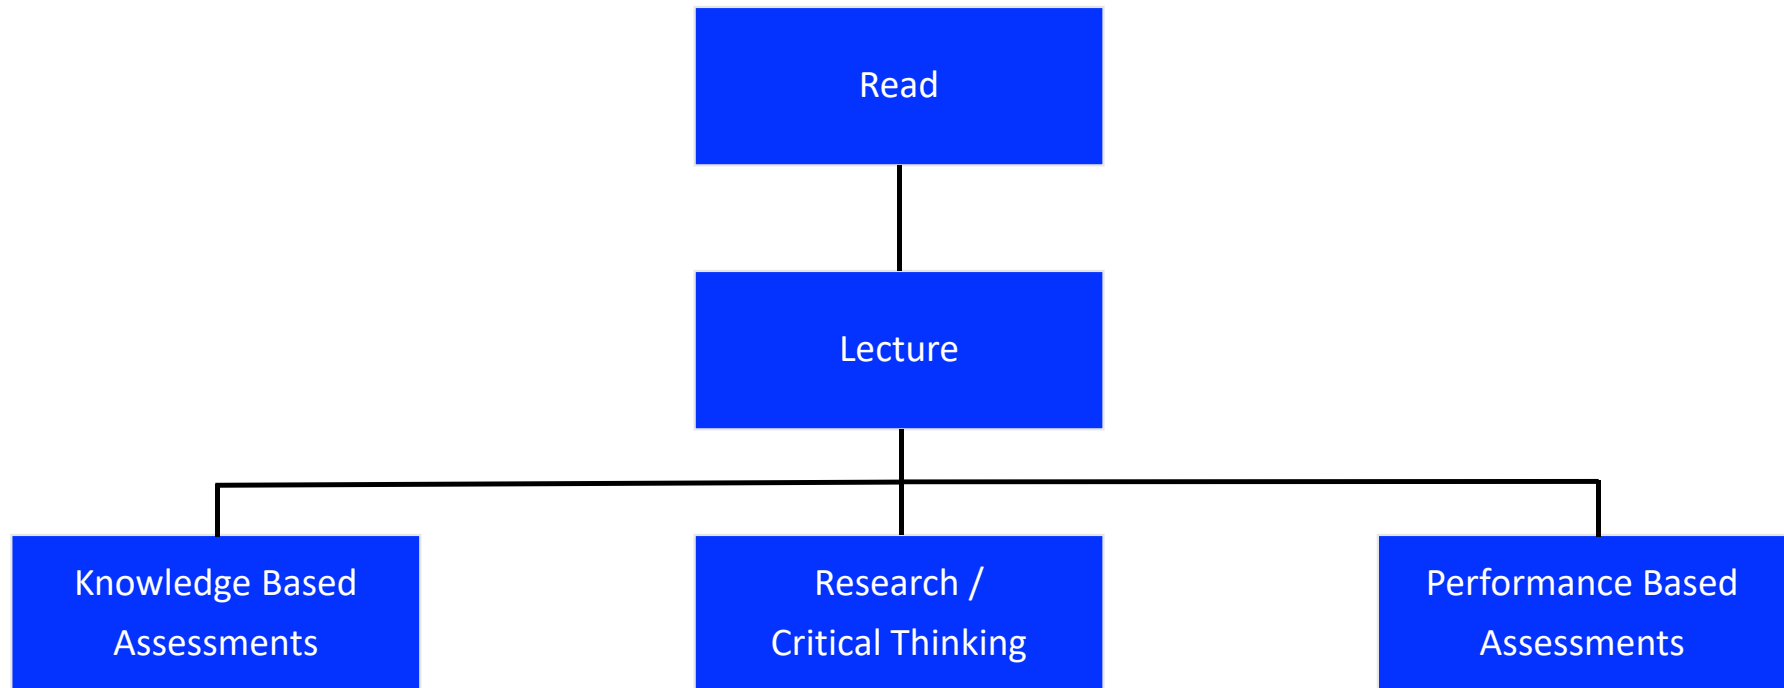 Read
Lecture
Knowledge Based
Assessments
Research /
Critical Thinking
Performance Based
Assessments